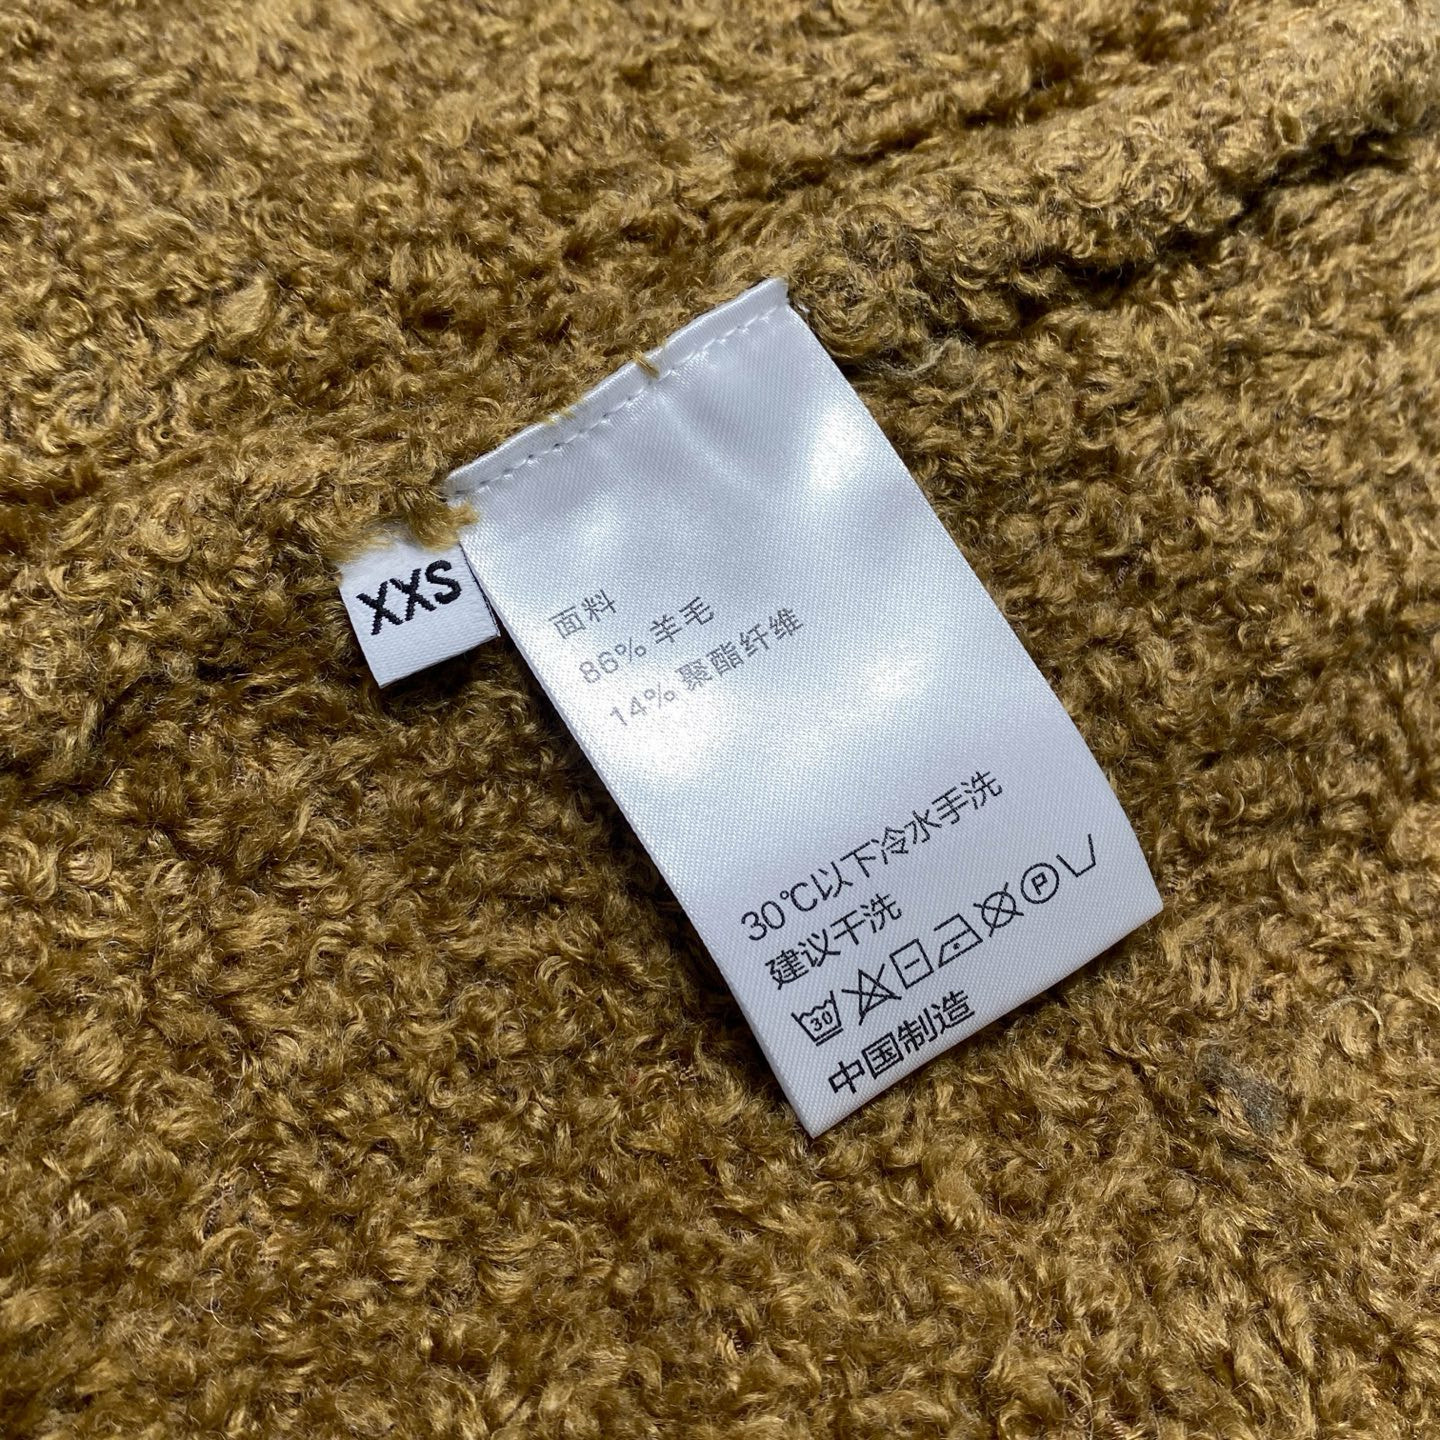 XXS
面料
86% 羊毛
14% 聚酯纤维
30℃以下冷水手洗
建议干洗
30 P
中国制造